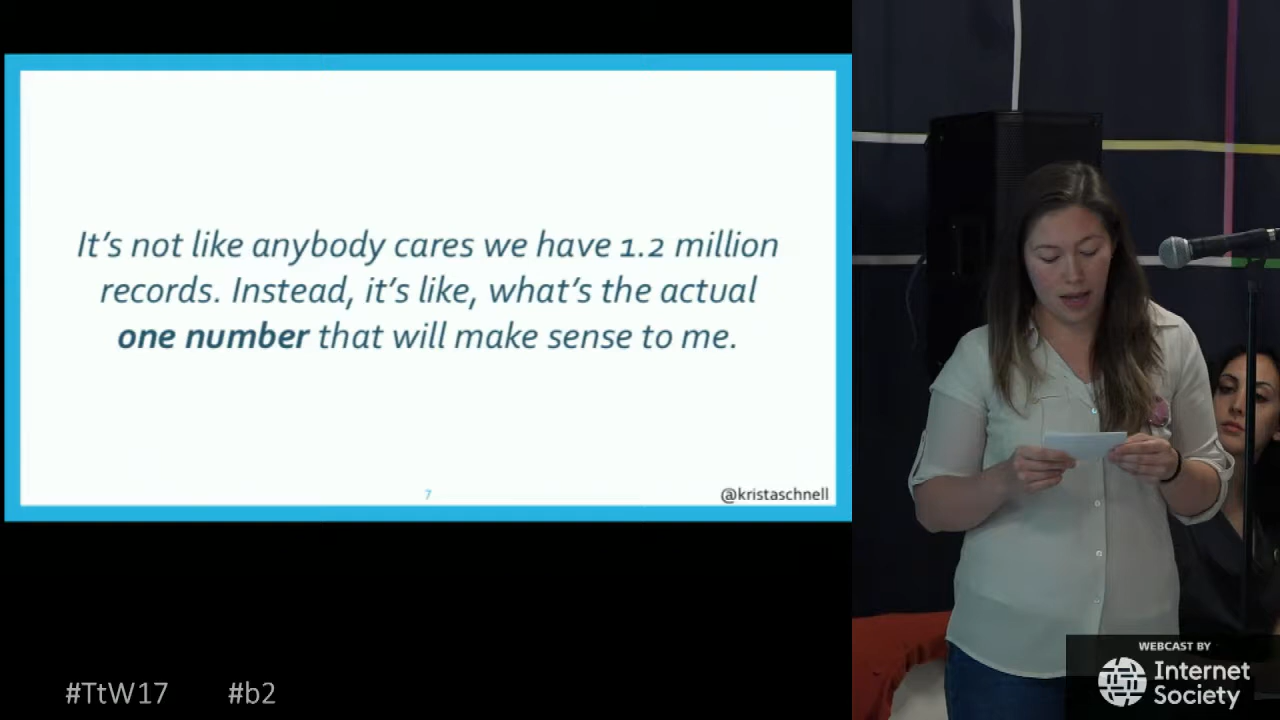 It's not like anybody cares we have 1.2 million
records. Instead, it's like, what's the actual
one number that will make sense to me.
7
@kristaschnell
#TtW17 #b2
WEBCAST BY
Internet
Society